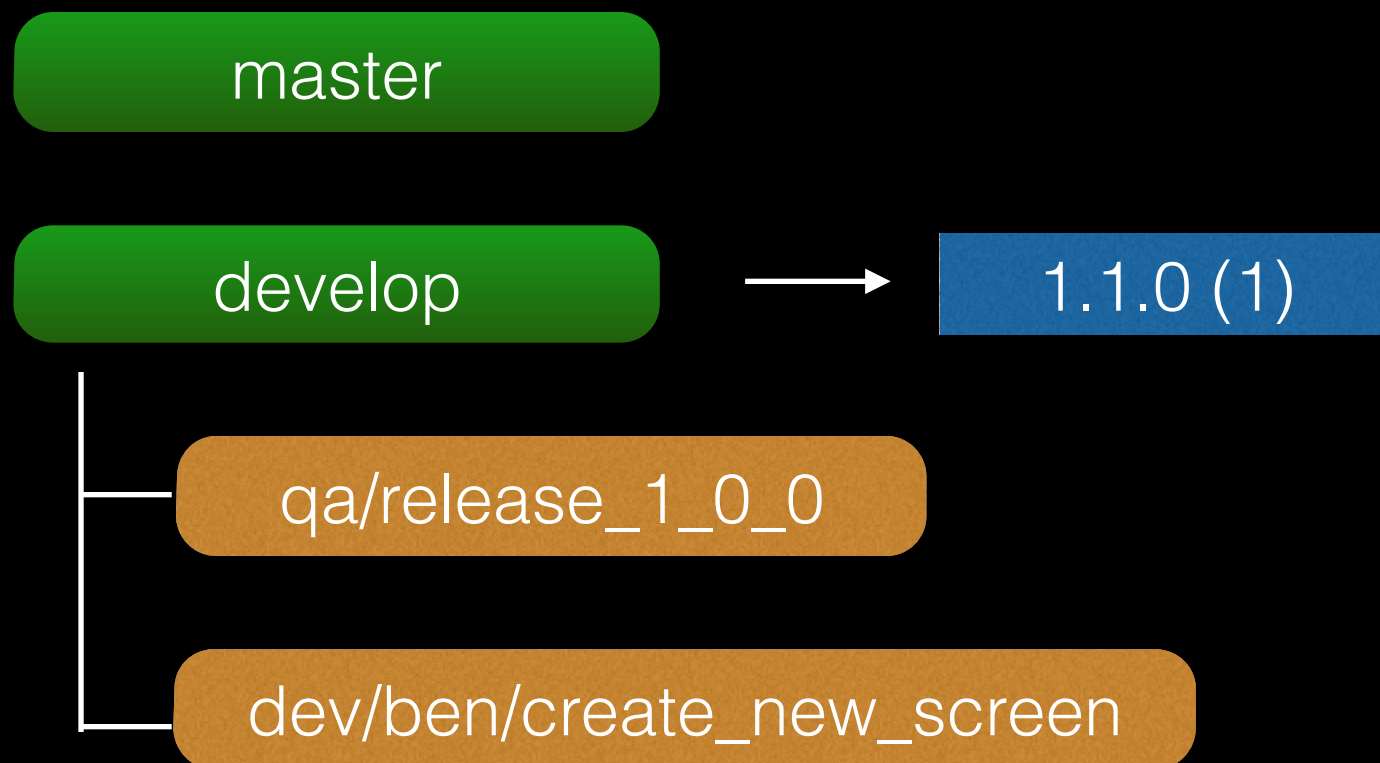 master
develop
1.1.0 (1)
qa/release_1_0_0
dev/ben/create_new_screen